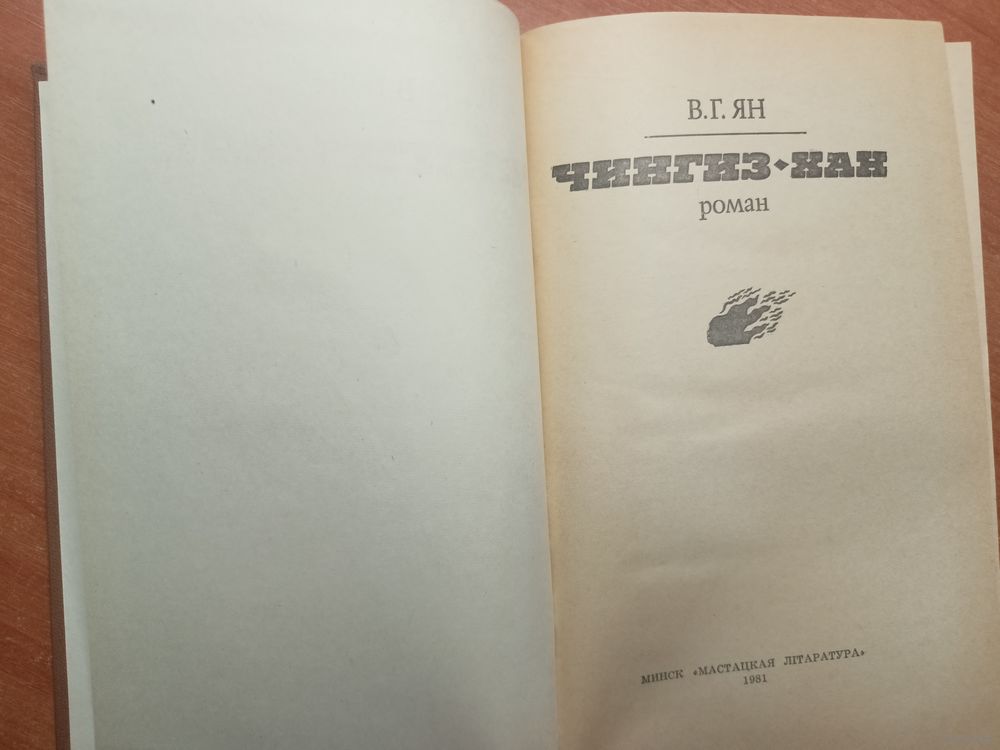 В.Г. ЯН
ЧИНГИЗ-ХАН
роман
МИНСК «МАСТАЦКАЯ ЛІТАРАТУРА»
1981